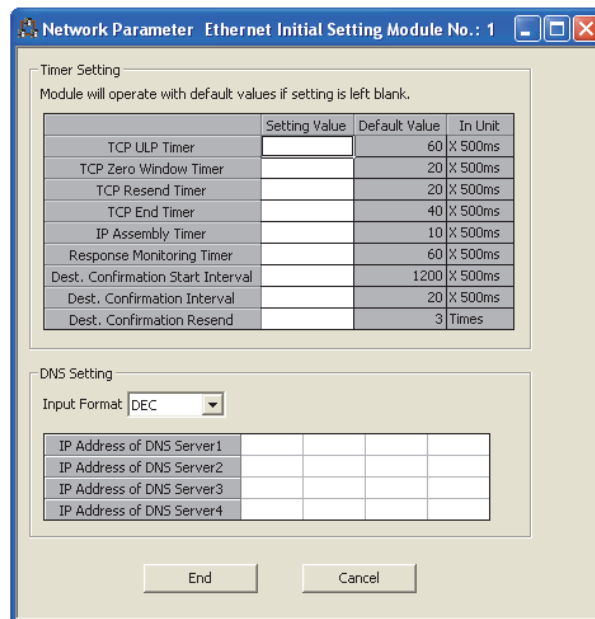 Network Parameter Ethernet Initial Setting Module No.: 1
Timer Setting
Module will operate with default values if setting is left blank.
Setting Value Default Value In Unit
TCP ULP Timer 60 X 500ms
TCP Zero Window Timer 20 X 500ms
TCP Resend Timer 20 X 500ms
TCP End Timer 40 X 500ms
IP Assembly Timer 10 X 500ms
Response Monitoring Timer 60 X 500ms
Dest. Confirmation Start Interval 1200 X 500ms
Dest. Confirmation Interval 20 X 500ms
Dest. Confirmation Resend 3 Times
DNS Setting
Input Format DEC
IP Address of DNS Server1
IP Address of DNS Server2
IP Address of DNS Server3
IP Address of DNS Server4
End Cancel